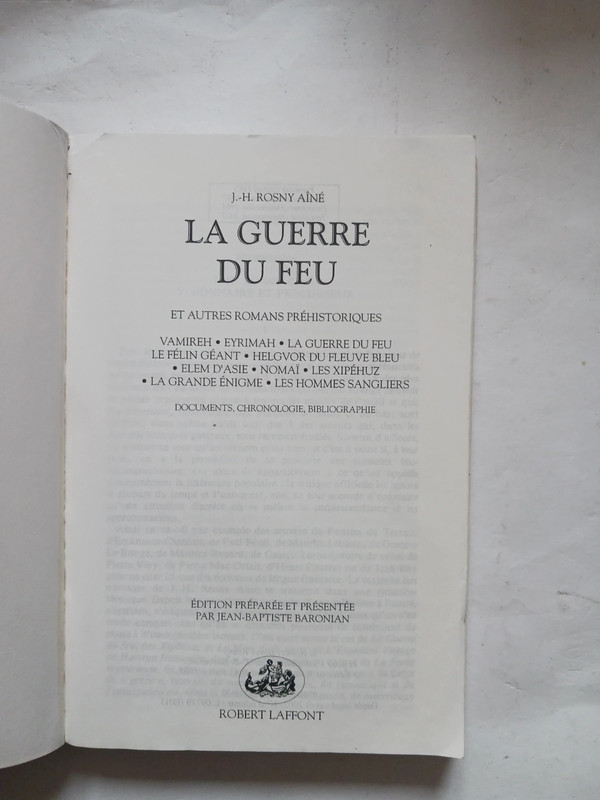 J.-H. ROSNY AÎNÉ
LA GUERRE
DU FEU
ET AUTRES ROMANS PRÉHISTORIQUES
VAMIREH • EYRIMAH • LA GUERRE DU FEU
LE FÉLIN GÉANT • HELGVOR DU FLEUVE BLEU
• ELEM D'ASIE • NOMAÏ • LES XIPÉHUZ
• LA GRANDE ÉNIGME • LES HOMMES SANGLIERS
DOCUMENTS, CHRONOLOGIE, BIBLIOGRAPHIE
ÉDITION PRÉPARÉE ET PRÉSENTÉE
PAR JEAN-BAPTISTE BARONIAN
ROBERT LAFFONT